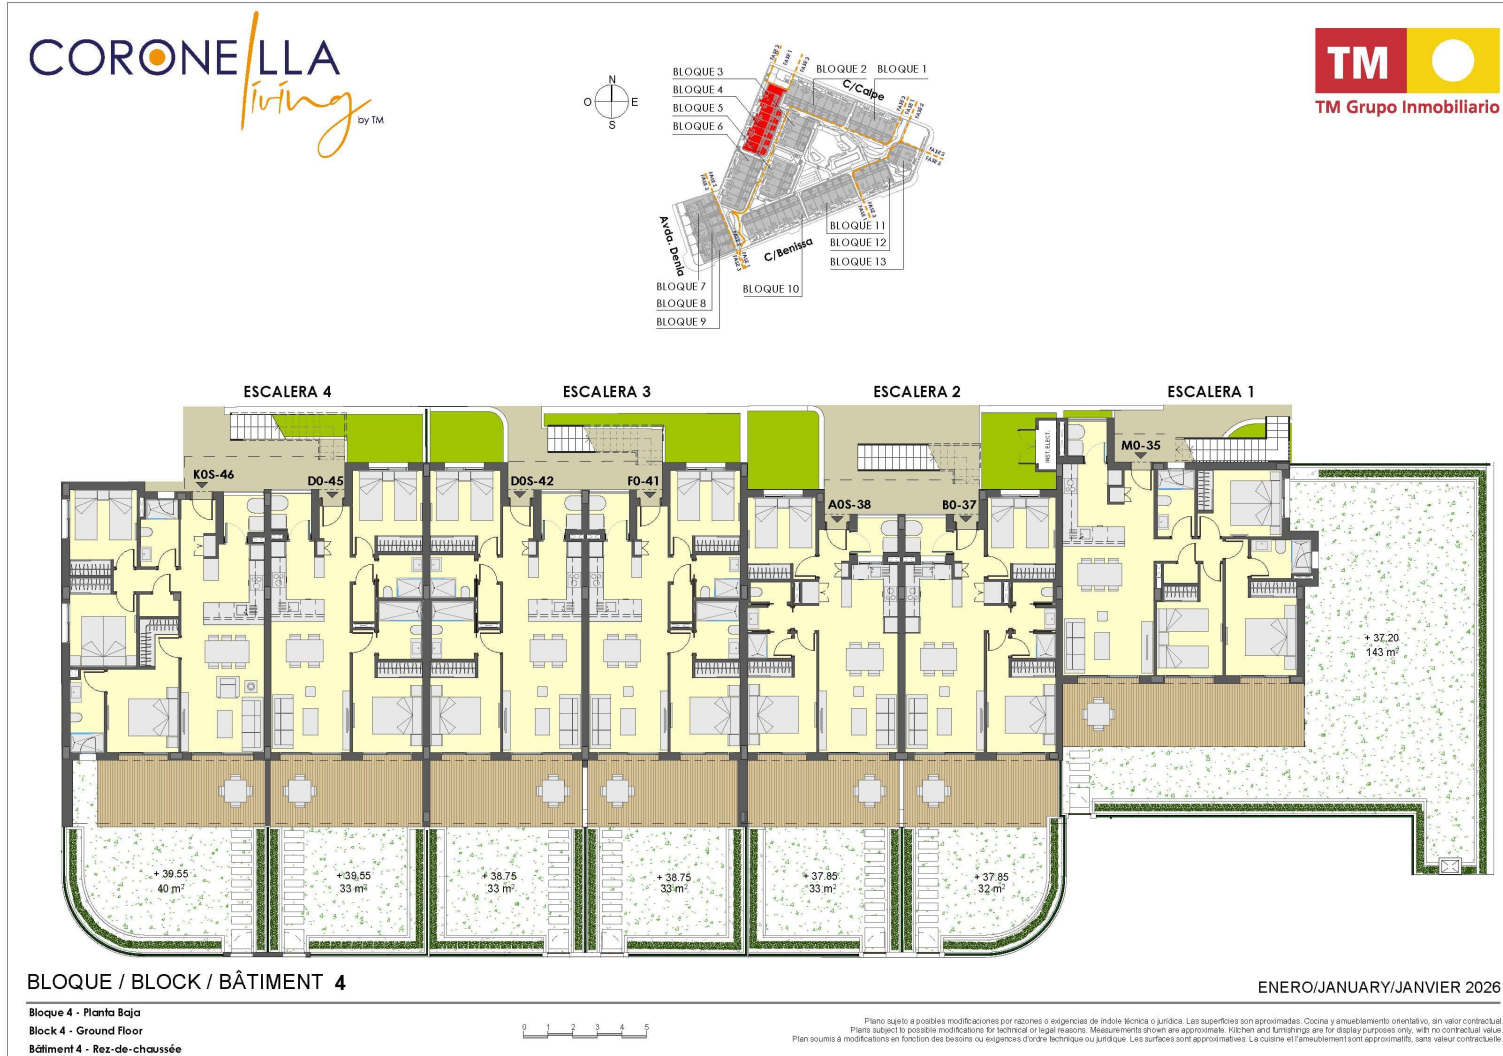 CORONELLA
living
by TM
TM
TM Grupo Inmobiliario
N
O
E
S
BLOQUE 3
BLOQUE 4
BLOQUE 5
BLOQUE 6
BLOQUE 2
BLOQUE 1
C/Calpe
Avda. Denia
C/Benissa
BLOQUE 11
BLOQUE 12
BLOQUE 13
BLOQUE 7
BLOQUE 8
BLOQUE 9
BLOQUE 10
ESCALERA 4
ESCALERA 3
ESCALERA 2
ESCALERA 1
K0S-46
D0-45
D0S-42
F0-41
A0S-38
B0-37
INST. ELECT.
M0-35
+ 37.20
143 m²
+ 39.55
40 m²
+ 39.55
33 m²
+ 38.75
33 m²
+ 38.75
33 m²
+ 37.85
33 m²
+ 37.85
32 m²
BLOQUE / BLOCK / BÂTIMENT 4
ENERO/JANUARY/JANVIER 2026
Bloque 4 - Planta Baja
Block 4 - Ground Floor
Bâtiment 4 - Rez-de-chaussée
0 1 2 3 4 5
Plano sujeto a posibles modificaciones por razones o exigencias de índole técnica o jurídica. Las superficies son aproximadas. Cocina y amueblamiento orientativo, sin valor contractual.
Plans subject to possible modifications for technical or legal reasons. Measurements shown are approximate. Kitchen and furnishings are for display purposes only, with no contractual value.
Plan soumis à modifications en fonction des besoins ou exigences d'ordre technique ou juridique. Les surfaces sont approximatives. La cuisine et l'ameublement sont approximatifs, sans valeur contractuelle